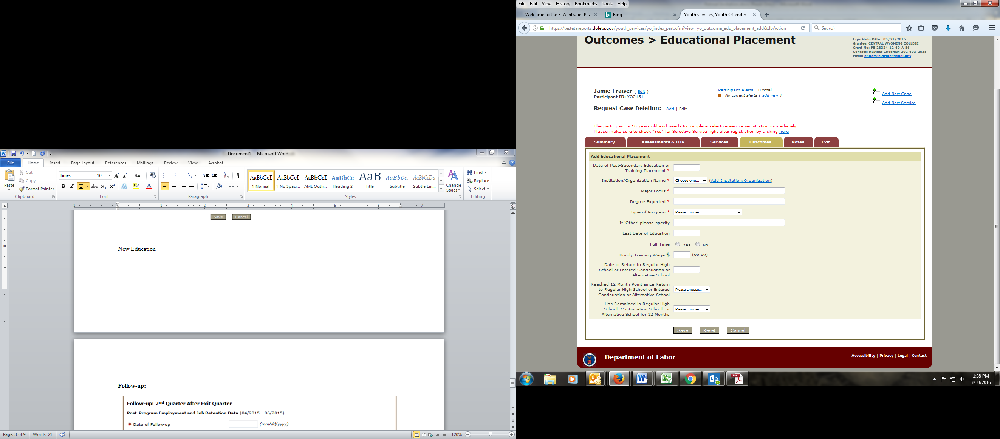 File Edit View History Bookmarks Tools Help
Welcome to the ETA Intranet P...
Bing
Youth services, Youth Offender
https://testetareports.doleta.gov/youth_services/yo_index_part.cfm?view=yo_outcome_edu_placement_add&dbAction:
Search
Outcomes > Educational Placement
Expiration Date: 05/31/2015
Grantee: CENTRAL WYOMING COLLEGE
Grant No: PE-23324-12-60-A-56
Contact: Heather Goodman 202-693-2635
Email: goodman.heather@dol.gov
Jamie Fraiser ( Edit )
Participant ID: YO2151
Participant Alerts - 0 total
No current alerts ( add new )
Add New Case
Add New Service
Request Case Deletion: Add | Edit
The participant is 18 years old and needs to complete selective service registration immediately.
Please make sure to check "Yes" for Selective Service right after registration by clicking here
Summary
Assessments & IDP
Services
Outcomes
Notes
Exit
Add Educational Placement
Date of Post-Secondary Education or
Training Placement *
Institution/Organization Name * Choose one... (Add Institution/Organization)
Major Focus *
Degree Expected *
Type of Program * Please choose...
If 'Other' please specify
Last Date of Education
Full-Time Yes No
Hourly Training Wage $ (xx.xx)
Date of Return to Regular High
School or Entered Continuation or
Alternative School
Reached 12 Month Point since Return
to Regular High School or Entered
Continuation or Alternative School
Please choose...
Has Remained in Regular High
School, Continuation School, or
Alternative School for 12 Months
Please choose...
Save
Reset
Cancel
Department of Labor
Accessibility | Privacy | Legal | Contact
1:38 PM
3/30/2016
Document1 - Microsoft Word
File
Home
Insert
Page Layout
References
Mailings
Review
View
Acrobat
Paste
Cut
Copy
Format Painter
Clipboard
Times
10
Font
Paragraph
AaBbCcI AaBbCcI AaBbCcI AaBbCc AaB AaBbCc. AaBbCcDd
¶ Normal
¶ No Spaci...
AML Outli...
Heading 2
Title
Subtitle
Subtle Em...
Styles
Change
Styles
Find
Replace
Select
Editing
1 1 2 3 4 5 6 7
Save
Cancel
New Education
Follow-up:
Follow-up: 2nd Quarter After Exit Quarter
Post-Program Employment and Job Retention Data (04/2015 - 06/2015)
* Date of Follow-up (mm/dd/yyyy)
Page: 8 of 9
Words: 21
120%